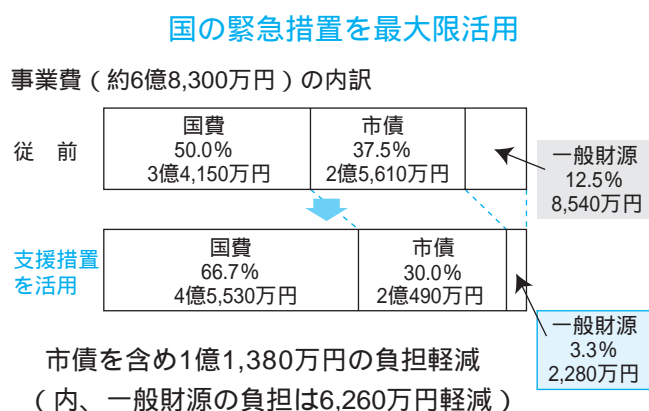 国の緊急措置を最大限活用
事業費(約6億8,300万円)の内訳
従　前
国費
50.0%
3億4,150万円
市債
37.5%
2億5,610万円
一般財源
12.5%
8,540万円
支援措置
を活用
国費
66.7%
4億5,530万円
市債
30.0%
2億490万円
一般財源
3.3%
2,280万円
市債を含め1億1,380万円の負担軽減
(内、一般財源の負担は6,260万円軽減)